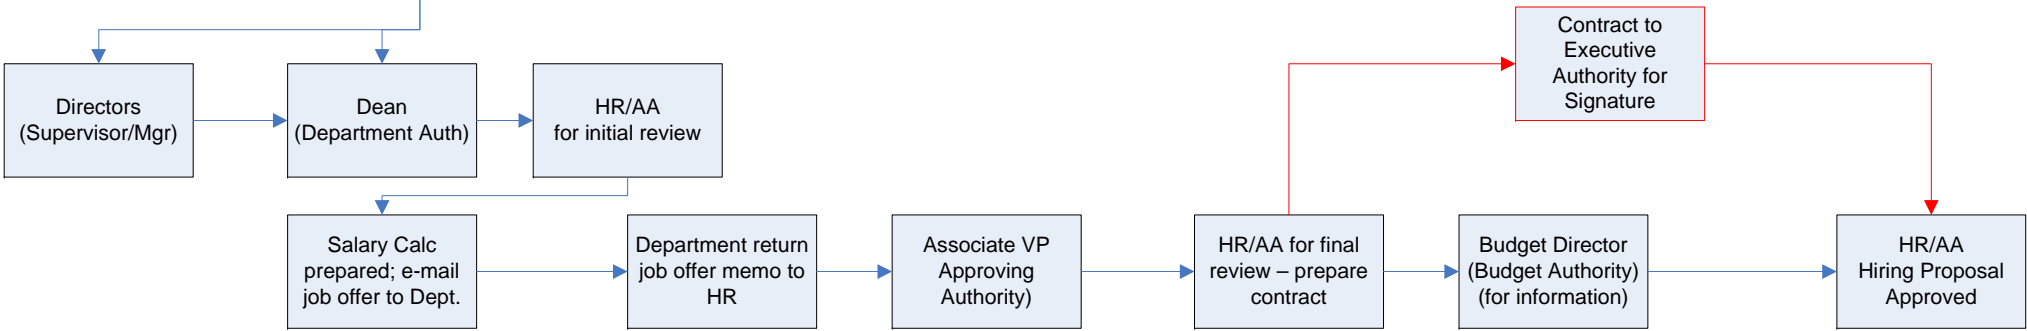 Contract to
Executive
Authority for
Signature
Directors
(Supervisor/Mgr)
Dean
(Department Auth)
HR/AA
for initial review
Salary Calc
prepared; e-mail
job offer to Dept.
Department return
job offer memo to
HR
Associate VP
Approving
Authority)
HR/AA for final
review – prepare
contract
Budget Director
(Budget Authority)
(for information)
HR/AA
Hiring Proposal
Approved